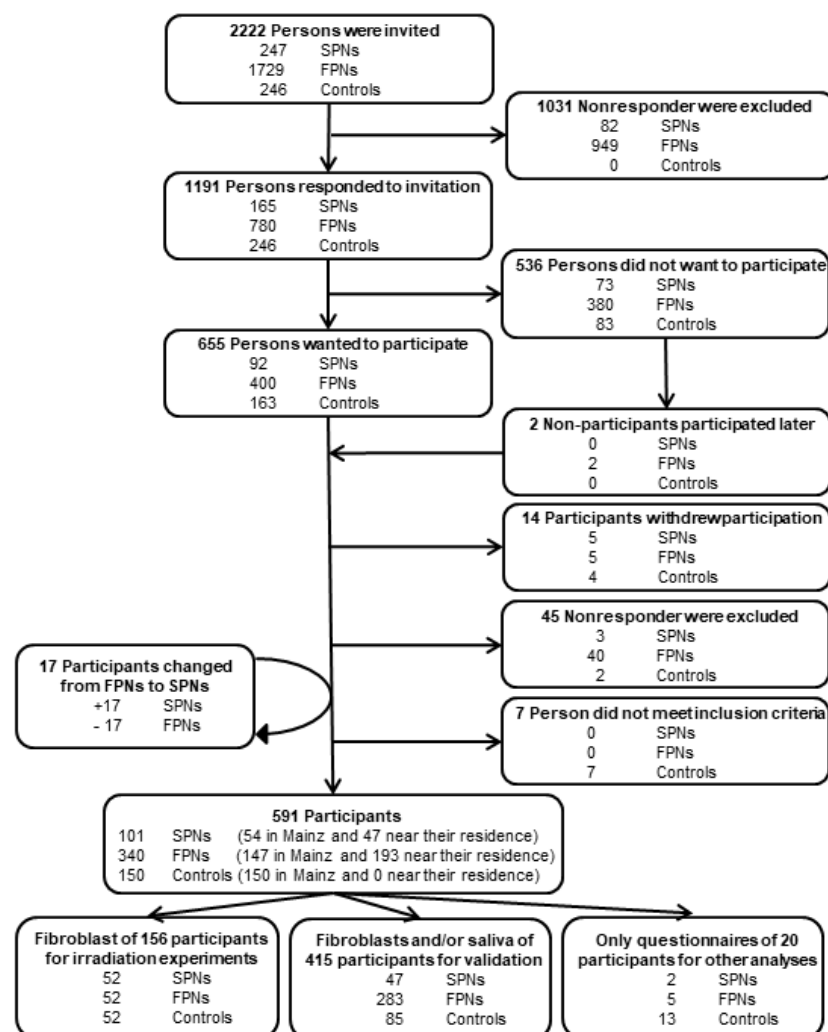 2222 Persons were invited
247 SPNs
1729 FPNs
246 Controls
1031 Nonresponder were excluded
82 SPNs
949 FPNs
0 Controls
1191 Persons responded to invitation
165 SPNs
780 FPNs
246 Controls
536 Persons did not want to participate
73 SPNs
380 FPNs
83 Controls
655 Persons wanted to participate
92 SPNs
400 FPNs
163 Controls
2 Non-participants participated later
0 SPNs
2 FPNs
0 Controls
14 Participants withdrew participation
5 SPNs
5 FPNs
4 Controls
45 Nonresponder were excluded
3 SPNs
40 FPNs
2 Controls
17 Participants changed
from FPNs to SPNs
+17 SPNs
- 17 FPNs
7 Person did not meet inclusion criteria
0 SPNs
0 FPNs
7 Controls
591 Participants
101 SPNs (54 in Mainz and 47 near their residence)
340 FPNs (147 in Mainz and 193 near their residence)
150 Controls (150 in Mainz and 0 near their residence)
Fibroblast of 156 participants
for irradiation experiments
52 SPNs
52 FPNs
52 Controls
Fibroblasts and/or saliva of
415 participants for validation
47 SPNs
283 FPNs
85 Controls
Only questionnaires of 20
participants for other analyses
2 SPNs
5 FPNs
13 Controls